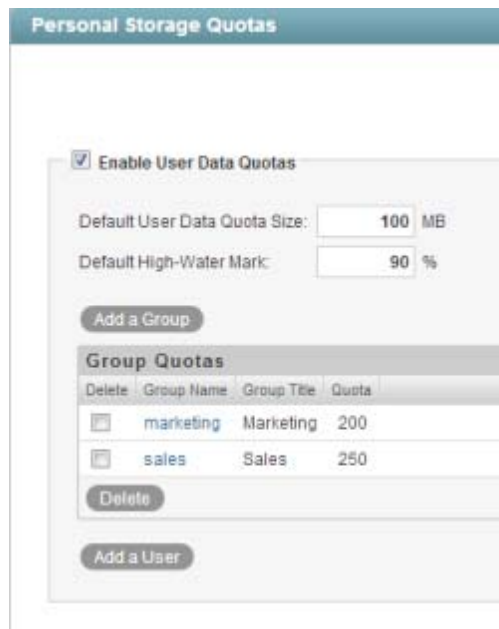 Personal Storage Quotas
Enable User Data Quotas
Default User Data Quota Size: 100 MB
Default High-Water Mark: 90 %
Add a Group
Group Quotas
Delete Group Name Group Title Quota
marketing Marketing 200
sales Sales 250
Delete
Add a User